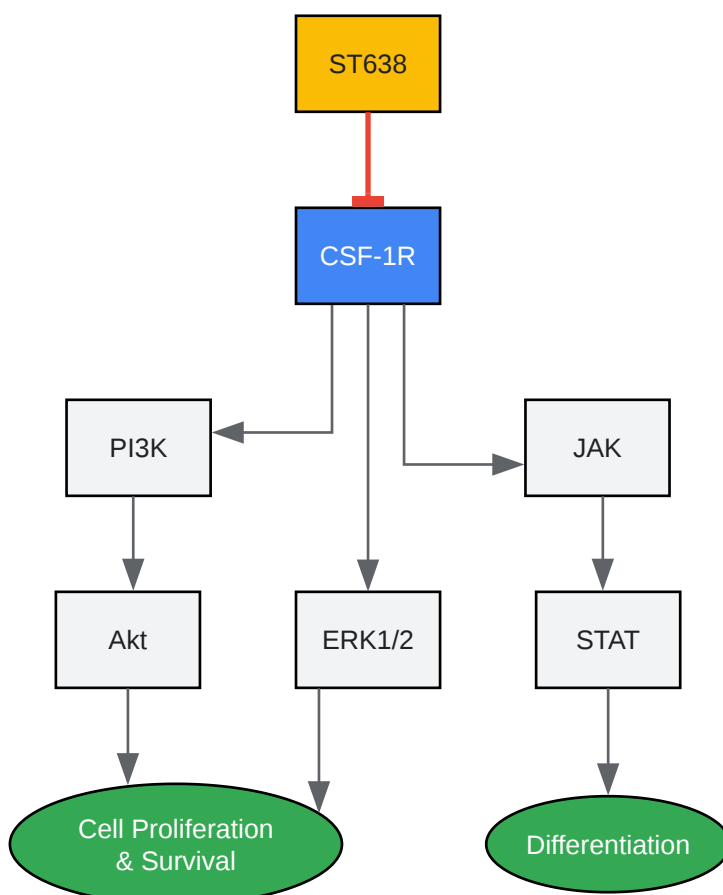 ST638
CSF-1R
PI3K
JAK
Akt
ERK1/2
STAT
Cell Proliferation
& Survival
Differentiation